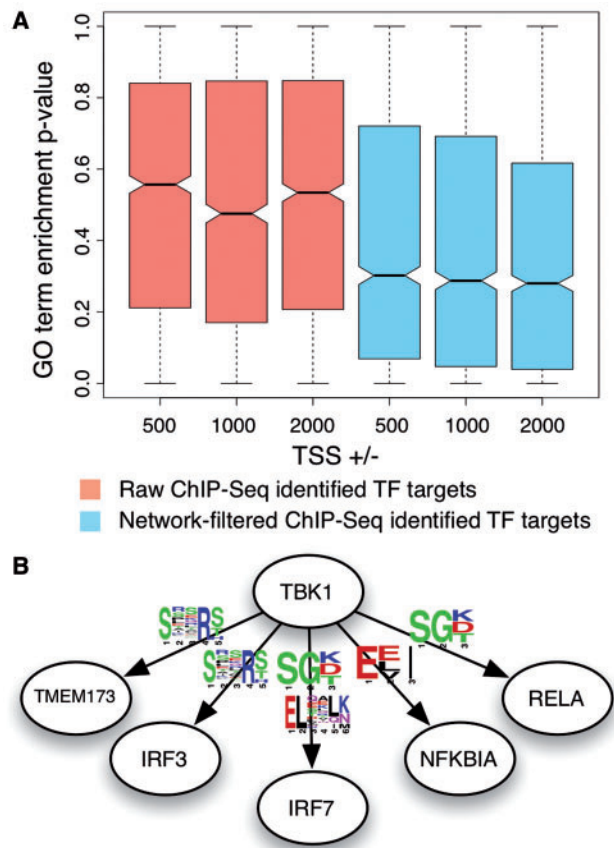 A
GO term enrichment p-value
1.0
0.8
0.6
0.4
0.2
0.0
500 1000 2000 500 1000 2000
TSS +/-
Raw ChIP-Seq identified TF targets
Network-filtered ChIP-Seq identified TF targets
B
TBK1
TMEM173
IRF3
IRF7
NFKBIA
RELA